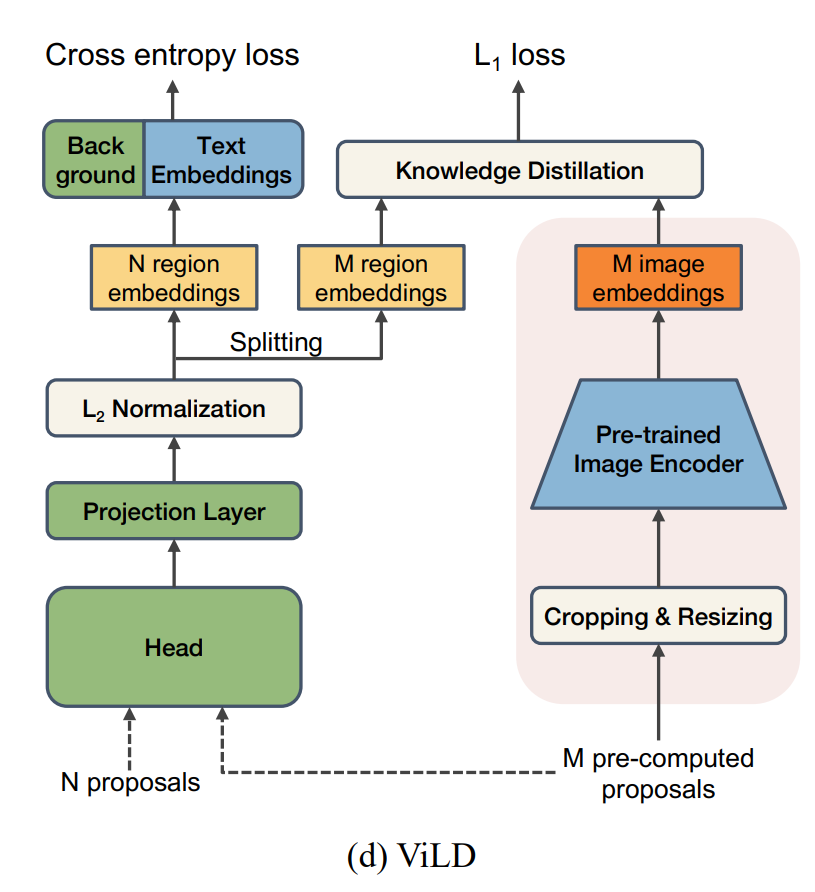 Cross entropy loss
L₁ loss
Back
ground
Text
Embeddings
Knowledge Distillation
N region
embeddings
M region
embeddings
M image
embeddings
Splitting
L₂ Normalization
Pre-trained
Image Encoder
Projection Layer
Cropping & Resizing
Head
N proposals
M pre-computed
proposals
(d) ViLD